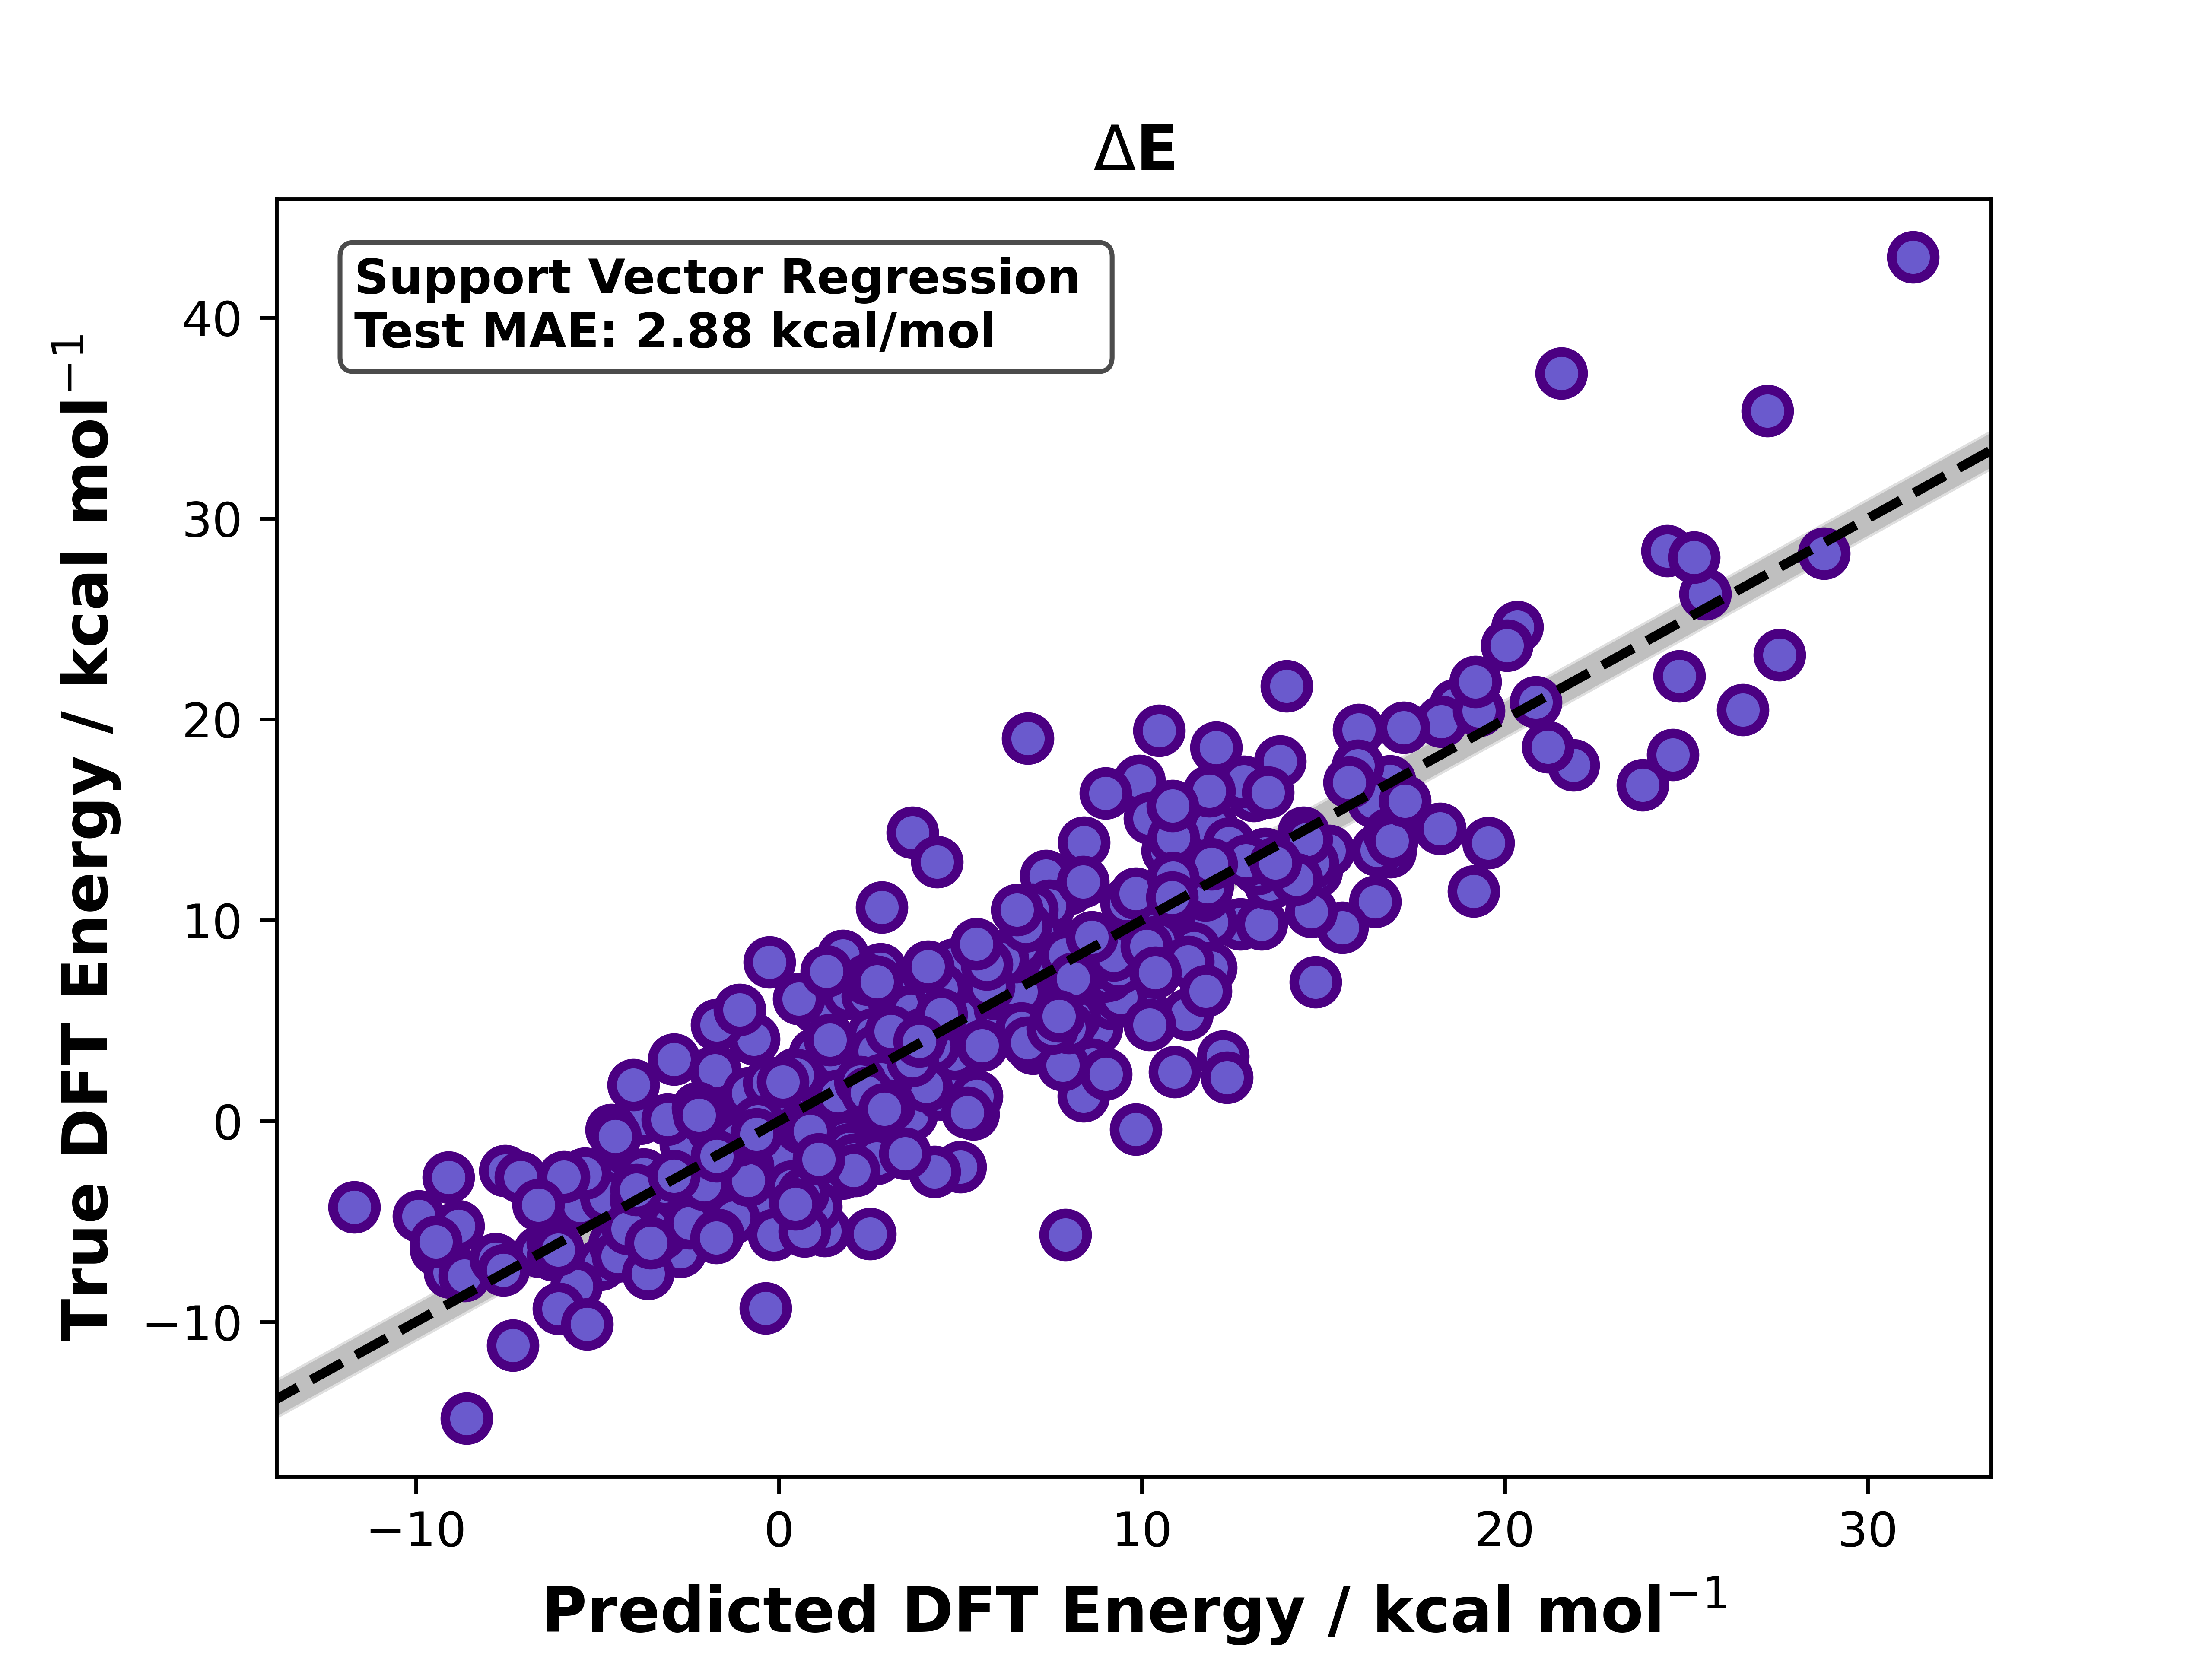 ΔE
Support Vector Regression
Test MAE: 2.88 kcal/mol
True DFT Energy / kcal mol⁻¹
40
30
20
10
0
−10
−10 0 10 20 30
Predicted DFT Energy / kcal mol⁻¹